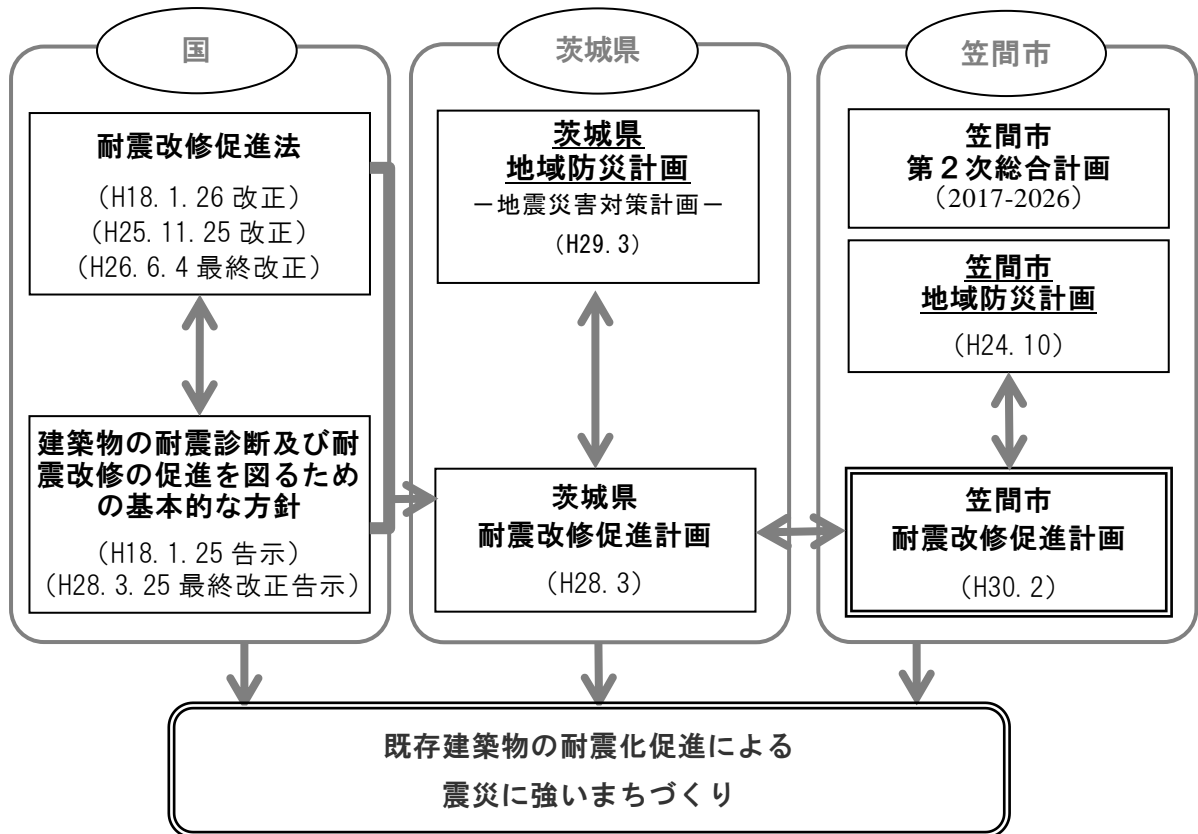 国
耐震改修促進法
（H18.1.26 改正）
（H25.11.25 改正）
（H26.6.4 最終改正）
建築物の耐震診断及び耐
震改修の促進を図るため
の基本的な方針
（H18.1.25 告示）
（H28.3.25 最終改正告示）
茨城県
茨城県
地域防災計画
－地震災害対策計画－
（H29.3）
茨城県
耐震改修促進計画
（H28.3）
笠間市
笠間市
第２次総合計画
（2017-2026）
笠間市
地域防災計画
（H24.10）
笠間市
耐震改修促進計画
（H30.2）
既存建築物の耐震化促進による
震災に強いまちづくり